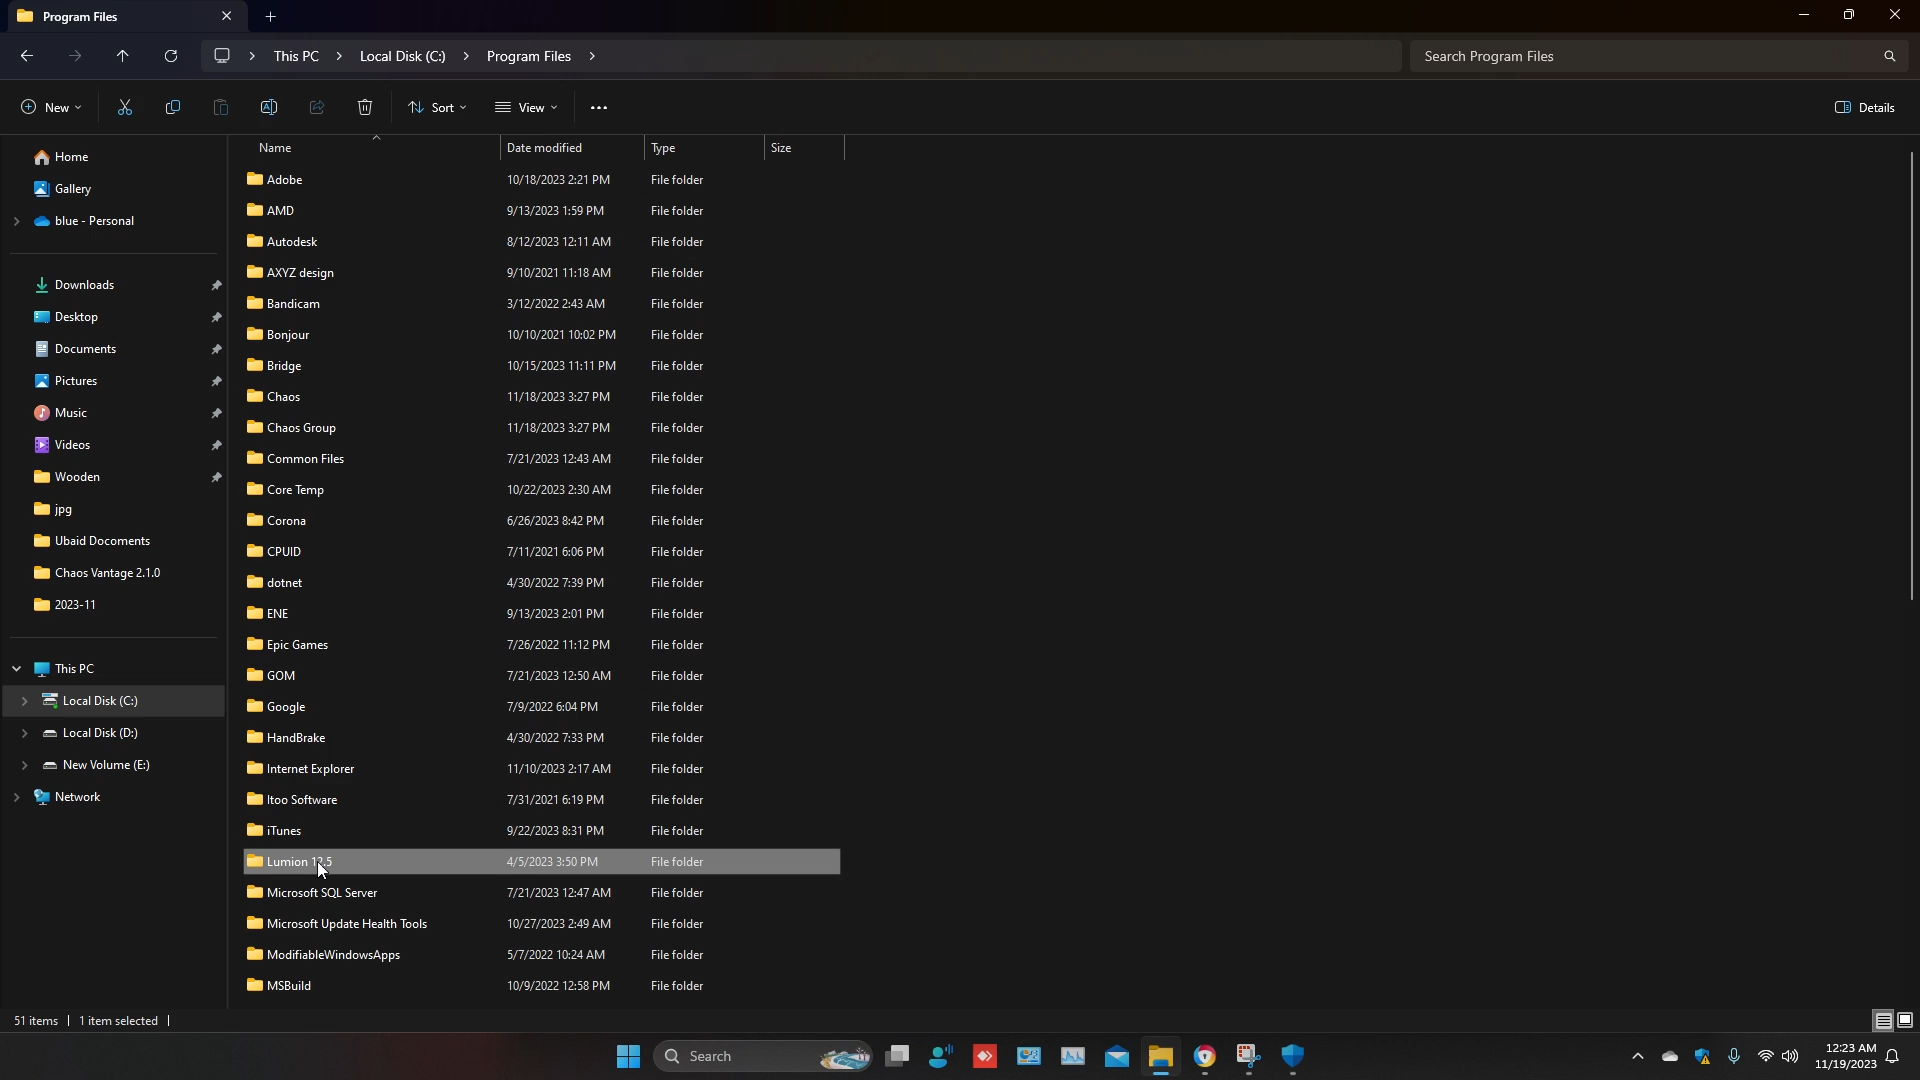 Program Files
This PC > Local Disk (C:) > Program Files >
Search Program Files
New
Sort
View
Details
Home
Gallery
blue - Personal
Downloads
Desktop
Documents
Pictures
Music
Videos
Wooden
jpg
Ubaid Docoments
Chaos Vantage 2.1.0
2023-11
This PC
Local Disk (C:)
Local Disk (D:)
New Volume (E:)
Network
Name Date modified Type Size
Adobe 10/18/2023 2:21 PM File folder
AMD 9/13/2023 1:59 PM File folder
Autodesk 8/12/2023 12:11 AM File folder
AXYZ design 9/10/2021 11:18 AM File folder
Bandicam 3/12/2022 2:43 AM File folder
Bonjour 10/10/2021 10:02 PM File folder
Bridge 10/15/2023 11:11 PM File folder
Chaos 11/18/2023 3:27 PM File folder
Chaos Group 11/18/2023 3:27 PM File folder
Common Files 7/21/2023 12:43 AM File folder
Core Temp 10/22/2023 2:30 AM File folder
Corona 6/26/2023 8:42 PM File folder
CPUID 7/11/2021 6:06 PM File folder
dotnet 4/30/2022 7:39 PM File folder
ENE 9/13/2023 2:01 PM File folder
Epic Games 7/26/2022 11:12 PM File folder
GOM 7/21/2023 12:50 AM File folder
Google 7/9/2022 6:04 PM File folder
HandBrake 4/30/2022 7:33 PM File folder
Internet Explorer 11/10/2023 2:17 AM File folder
Itoo Software 7/31/2021 6:19 PM File folder
iTunes 9/22/2023 8:31 PM File folder
Lumion 12.5 4/5/2023 3:50 PM File folder
Microsoft SQL Server 7/21/2023 12:47 AM File folder
Microsoft Update Health Tools 10/27/2023 2:49 AM File folder
ModifiableWindowsApps 5/7/2022 10:24 AM File folder
MSBuild 10/9/2022 12:58 PM File folder
51 items | 1 item selected |
Search
12:23 AM
11/19/2023